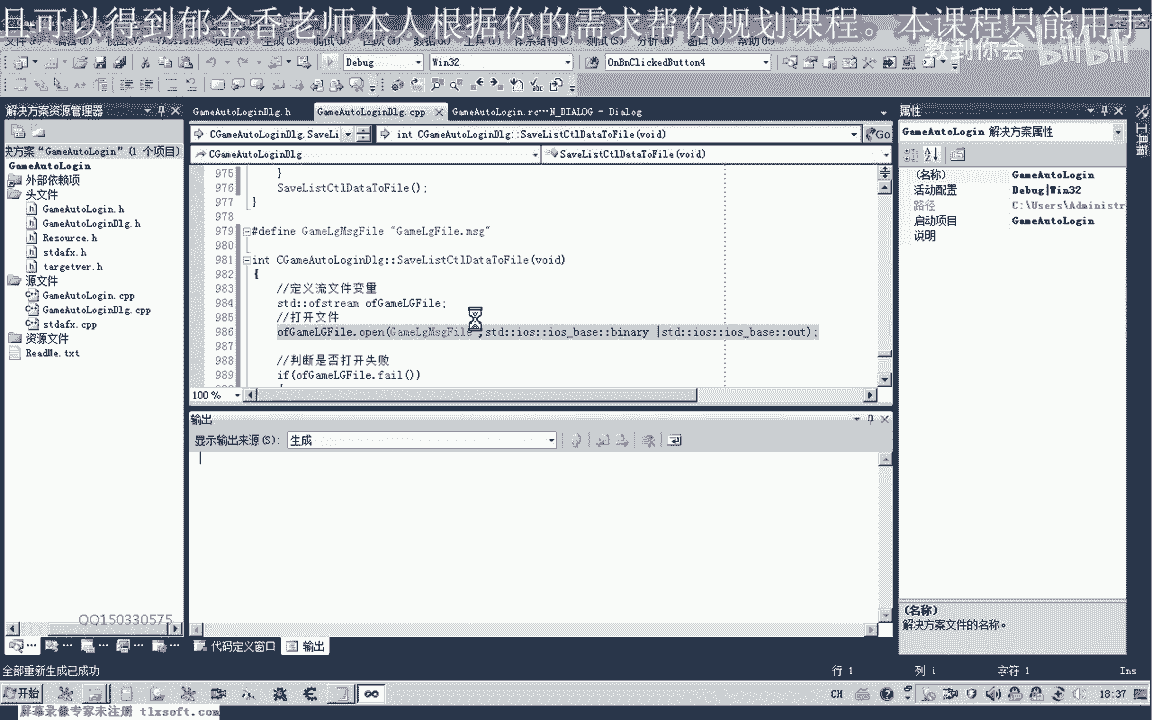 且可以得到郁金香老师本人根据你的需求帮你规划课程。本课程只能用于
教到你会 bilibili
Debug Win32 OnBnClickedButton4
解决方案资源管理器
GameAutoLoginDlg.h GameAutoLoginDlg.cpp GameAutoLogin.rc…N_DIALOG - Dialog
属性
CGameAutoLoginDlg.SaveLi int CGameAutoLoginDlg::SaveListCtlDataToFile(void) Go
GameAutoLogin 解决方案属性
CGameAutoLoginDlg SaveListCtlDataToFile(void)
决方案“GameAutoLogin”(1 个项目)
GameAutoLogin
外部依赖项
头文件
GameAutoLogin.h
GameAutoLoginDlg.h
Resource.h
stdafx.h
targetver.h
源文件
GameAutoLogin.cpp
GameAutoLoginDlg.cpp
stdafx.cpp
资源文件
ReadMe.txt
975 }
976 SaveListCtlDataToFile();
977 }
978
979 #define GameLgMsgFile "GameLgFile.msg"
980
981 int CGameAutoLoginDlg::SaveListCtlDataToFile(void)
982 {
983 //定义流文件变量
984 std::ofstream ofGameLGFile;
985 //打开文件
986 ofGameLGFile.open(GameLgMsgFile ,std::ios::ios_base::binary |std::ios::ios_base::out);
987
988 //判断是否打开失败
989 if(ofGameLGFile.fail())
100 %
(名称) GameAutoLogin
活动配置 Debug|Win32
路径 C:\Users\Administr
启动项目 GameAutoLogin
说明
输出
显示输出来源(S): 生成
(名称)
解决方案文件的名称。
QQ150330575
代码定义窗口 输出
全部重新生成已成功 行 1 列 1 字符 1 Ins
开始 CH 18:37
屏幕录像专家未注册 tlxsoft.com